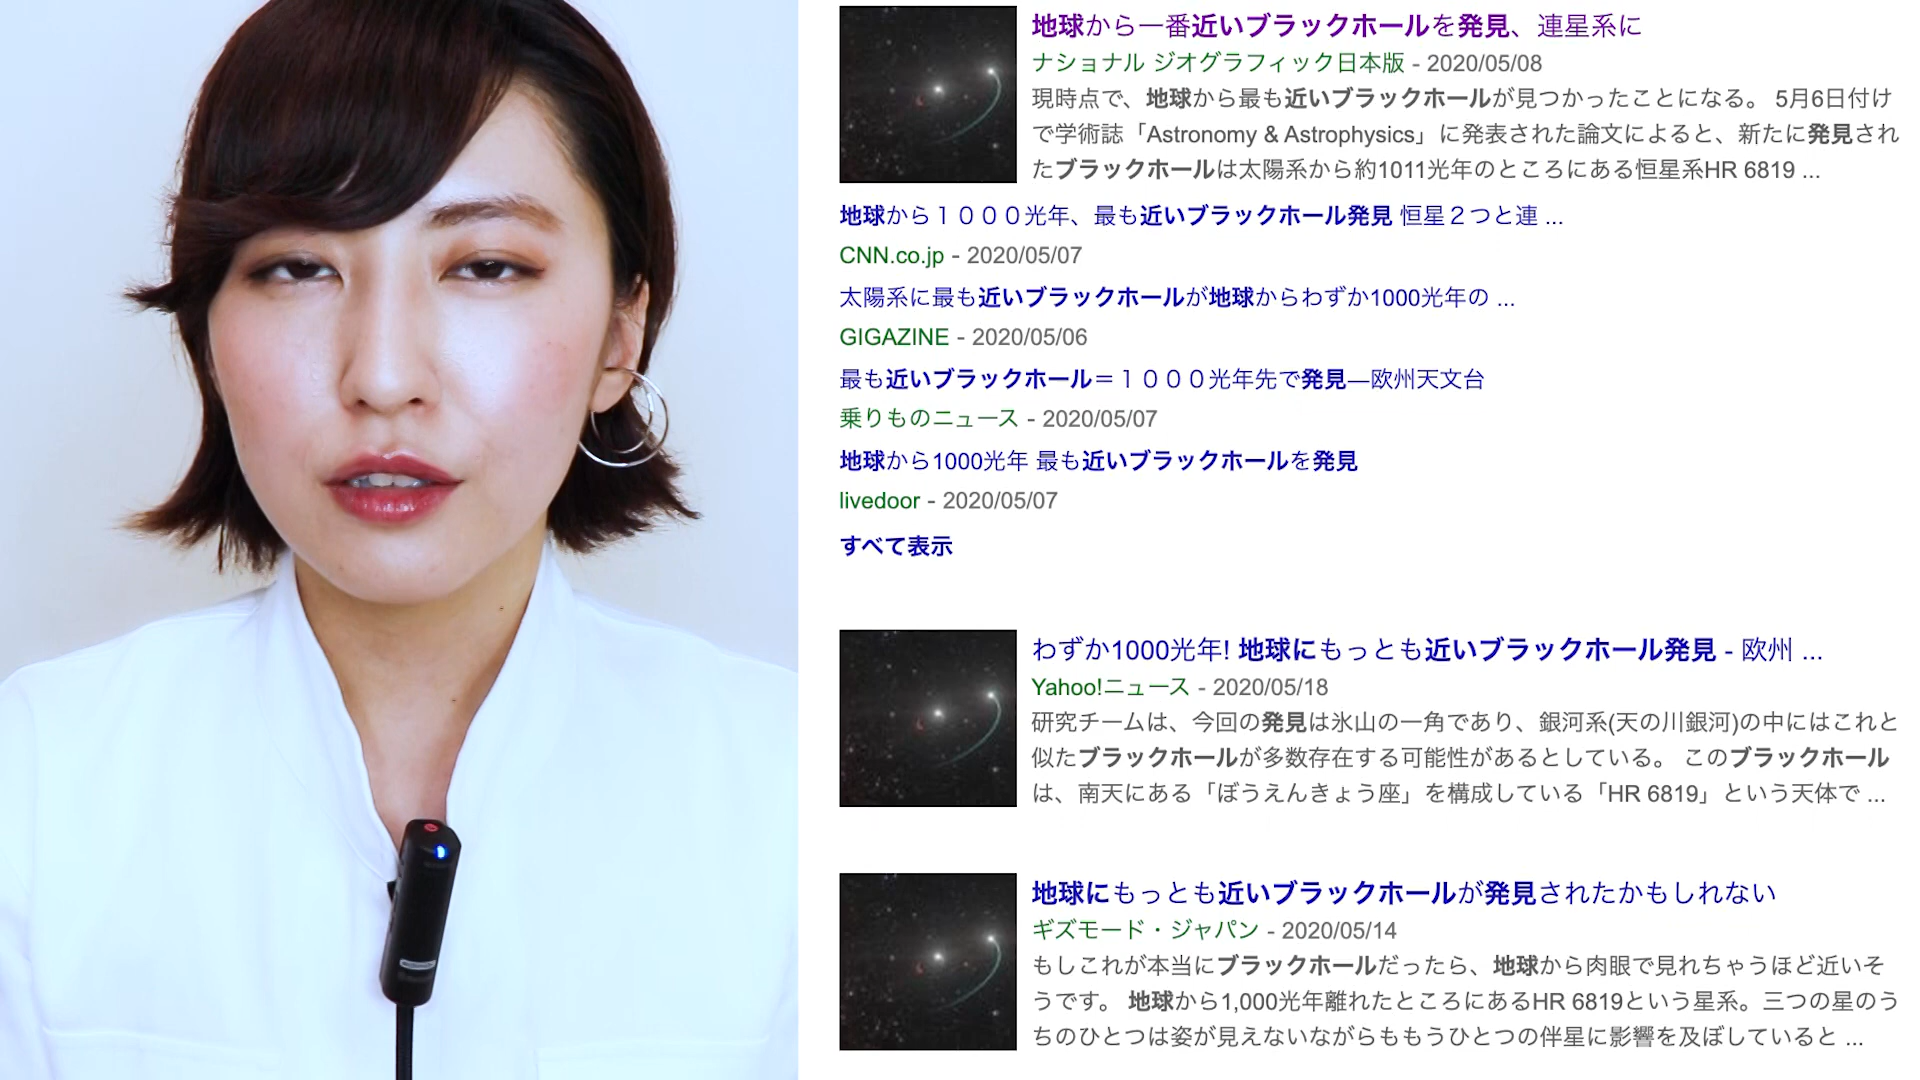 地球から一番近いブラックホールを発見、連星系に
ナショナル ジオグラフィック日本版 - 2020/05/08
現時点で、地球から最も近いブラックホールが見つかったことになる。 5月6日付け
で学術誌「Astronomy & Astrophysics」に発表された論文によると、新たに発見され
たブラックホールは太陽系から約1011光年のところにある恒星系HR 6819 ...
地球から１０００光年、最も近いブラックホール発見 恒星２つと連 ...
CNN.co.jp - 2020/05/07
太陽系に最も近いブラックホールが地球からわずか1000光年の ...
GIGAZINE - 2020/05/06
最も近いブラックホール＝１０００光年先で発見―欧州天文台
乗りものニュース - 2020/05/07
地球から1000光年 最も近いブラックホールを発見
livedoor - 2020/05/07
すべて表示
わずか1000光年! 地球にもっとも近いブラックホール発見 - 欧州 ...
Yahoo!ニュース - 2020/05/18
研究チームは、今回の発見は氷山の一角であり、銀河系(天の川銀河)の中にはこれと
似たブラックホールが多数存在する可能性があるとしている。 このブラックホール
は、南天にある「ぼうえんきょう座」を構成している「HR 6819」という天体で ...
地球にもっとも近いブラックホールが発見されたかもしれない
ギズモード・ジャパン - 2020/05/14
もしこれが本当にブラックホールだったら、地球から肉眼で見れちゃうほど近いそ
うです。 地球から1,000光年離れたところにあるHR 6819という星系。三つの星のう
ちのひとつは姿が見えないながらももうひとつの伴星に影響を及ぼしていると ...